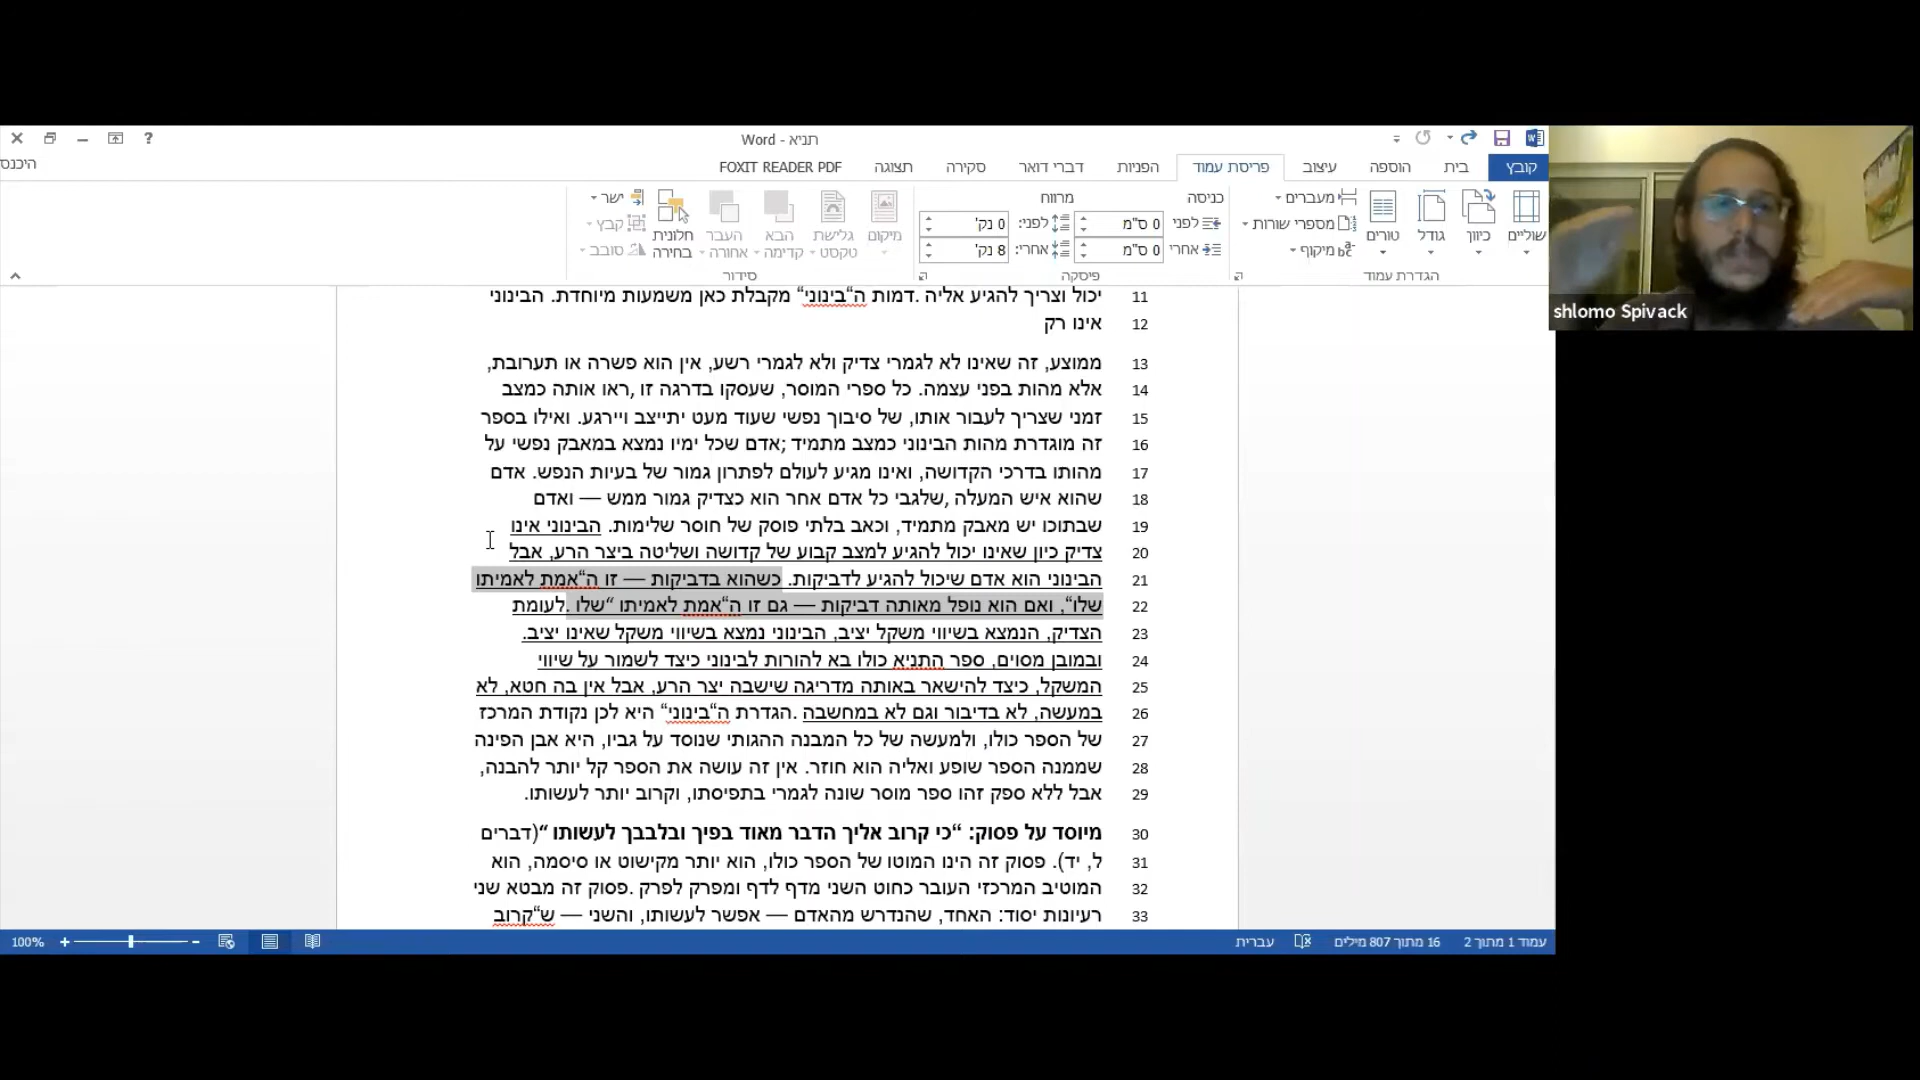 תניא - Word
קובץ בית הוספה עיצוב פריסת עמוד הפניות דברי דואר סקירה תצוגה FOXIT READER PDF היכנס
שוליים כיוון גודל טורים מעברים מספרי שורות מיקוף
הגדרת עמוד
כניסה מרווח
לפני 0 ס"מ לפני: 0 נק'
אחרי 0 ס"מ אחרי: 8 נק'
פיסקה
מיקום גלישת טקסט הבא קדימה העבר אחורה חלונית בחירה ישר קבץ סובב
סידור
shlomo Spivack
11 יכול וצריך להגיע אליה .דמות ה“בינוני“ מקבלת כאן משמעות מיוחדת. הבינוני
12 אינו רק
13 ממוצע, זה שאינו לא לגמרי צדיק ולא לגמרי רשע, אין הוא פשרה או תערובת,
14 אלא מהות בפני עצמה. כל ספרי המוסר, שעסקו בדרגה זו ,ראו אותה כמצב
15 זמני שצריך לעבור אותו, של סיבוך נפשי שעוד מעט יתייצב ויירגע. ואילו בספר
16 זה מוגדרת מהות הבינוני כמצב מתמיד ;אדם שכל ימיו נמצא במאבק נפשי על
17 מהותו בדרכי הקדושה, ואינו מגיע לעולם לפתרון גמור של בעיות הנפש. אדם
18 שהוא איש המעלה ,שלגבי כל אדם אחר הוא כצדיק גמור ממש — ואדם
19 שבתוכו יש מאבק מתמיד, וכאב בלתי פוסק של חוסר שלימות. הבינוני אינו
20 צדיק כיון שאינו יכול להגיע למצב קבוע של קדושה ושליטה ביצר הרע, אבל
21 הבינוני הוא אדם שיכול להגיע לדביקות. כשהוא בדביקות — זו ה“אמת לאמיתו
22 שלו“, ואם הוא נופל מאותה דביקות — גם זו ה“אמת לאמיתו “שלו .לעומת
23 הצדיק, הנמצא בשיווי משקל יציב, הבינוני נמצא בשיווי משקל שאינו יציב.
24 ובמובן מסוים, ספר התניא כולו בא להורות לבינוני כיצד לשמור על שיווי
25 המשקל, כיצד להישאר באותה מדריגה שישבה יצר הרע, אבל אין בה חטא, לא
26 במעשה, לא בדיבור וגם לא במחשבה .הגדרת ה“בינוני“ היא לכן נקודת המרכז
27 של הספר כולו, ולמעשה של כל המבנה ההגותי שנוסד על גביו, היא אבן הפינה
28 שממנה הספר שופע ואליה הוא חוזר. אין זה עושה את הספר קל יותר להבנה,
29 אבל ללא ספק זהו ספר מוסר שונה לגמרי בתפיסתו, וקרוב יותר לעשותו.
30 מיוסד על פסוק: “כי קרוב אליך הדבר מאוד בפיך ובלבבך לעשותו “(דברים
31 ל, יד). פסוק זה הינו המוטו של הספר כולו, הוא יותר מקישוט או סיסמה, הוא
32 המוטיב המרכזי העובר כחוט השני מדף לדף ומפרק לפרק .פסוק זה מבטא שני
33 רעיונות יסוד: האחד, שהנדרש מהאדם — אפשר לעשותו, והשני — ש“קרוב
עמוד 1 מתוך 2 16 מתוך 807 מילים עברית 100%